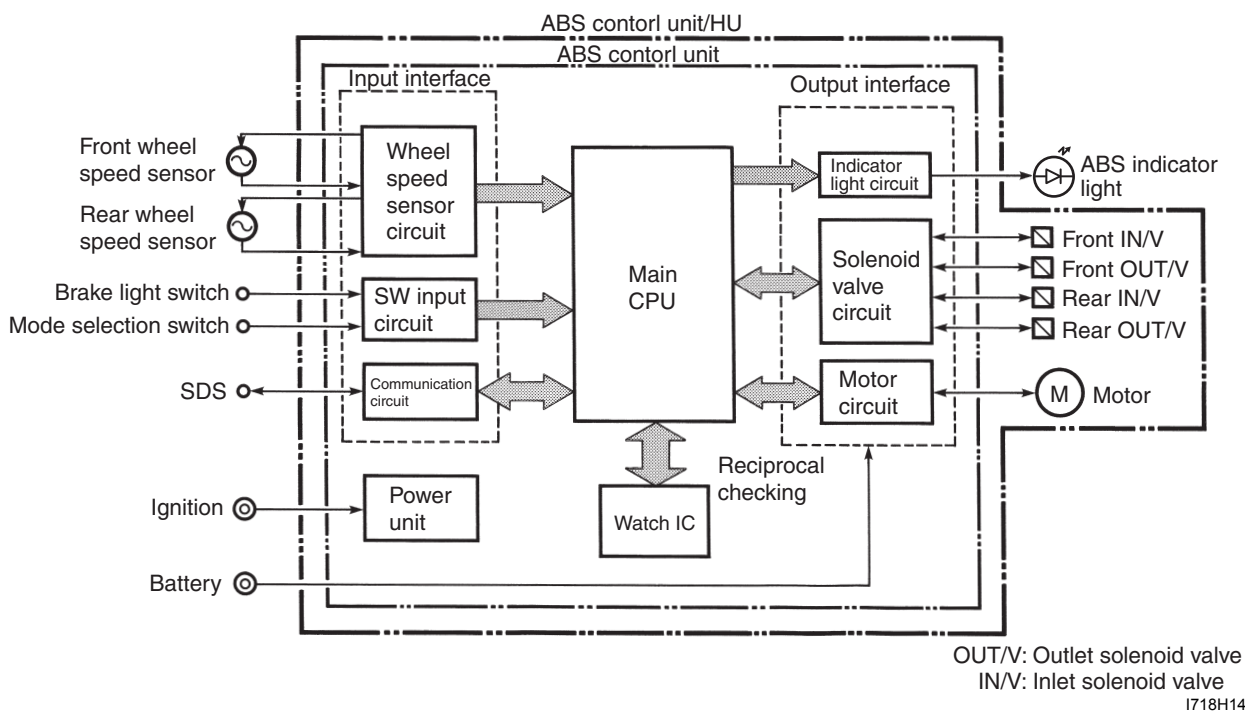 ABS contorl unit/HU
ABS contorl unit
Input interface
Output interface
Front wheel
speed sensor
Rear wheel
speed sensor
Brake light switch
Mode selection switch
SDS
Ignition
Battery
Wheel
speed
sensor
circuit
SW input
circuit
Communication
circuit
Power
unit
Main
CPU
Reciprocal
checking
Watch IC
Indicator
light circuit
Solenoid
valve
circuit
Motor
circuit
ABS indicator
light
Front IN/V
Front OUT/V
Rear IN/V
Rear OUT/V
M
Motor
OUT/V: Outlet solenoid valve
IN/V: Inlet solenoid valve
I718H14